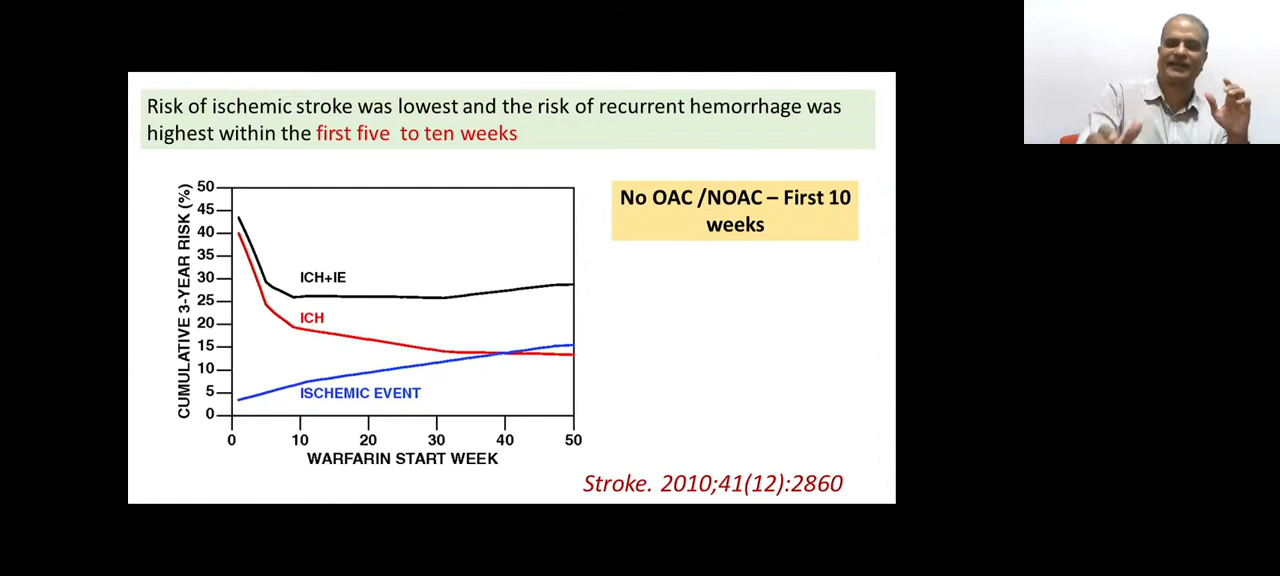 Risk of ischemic stroke was lowest and the risk of recurrent hemorrhage was
highest within the first five to ten weeks
No OAC /NOAC – First 10
weeks
CUMULATIVE 3-YEAR RISK (%)
50
45
40
35
30
25
20
15
10
5
0
ICH+IE
ICH
ISCHEMIC EVENT
0 10 20 30 40 50
WARFARIN START WEEK
Stroke. 2010;41(12):2860